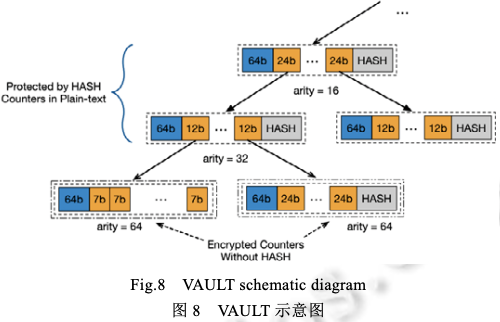 ...
64b 24b ... 24b HASH
Protected by HASH
Counters in Plain-text
arity = 16
64b 12b ... 12b HASH
64b 12b ... 12b HASH
arity = 32
64b 7b 7b ... 7b
64b 24b ... 24b HASH
arity = 64
arity = 64
Encrypted Counters
Without HASH
Fig.8 VAULT schematic diagram
图 8 VAULT 示意图